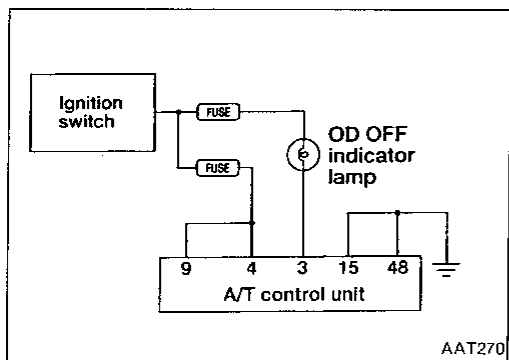 Ignition
switch
FUSE
FUSE
OD OFF
indicator
lamp
9 4 3 15 48
A/T control unit
AAT270